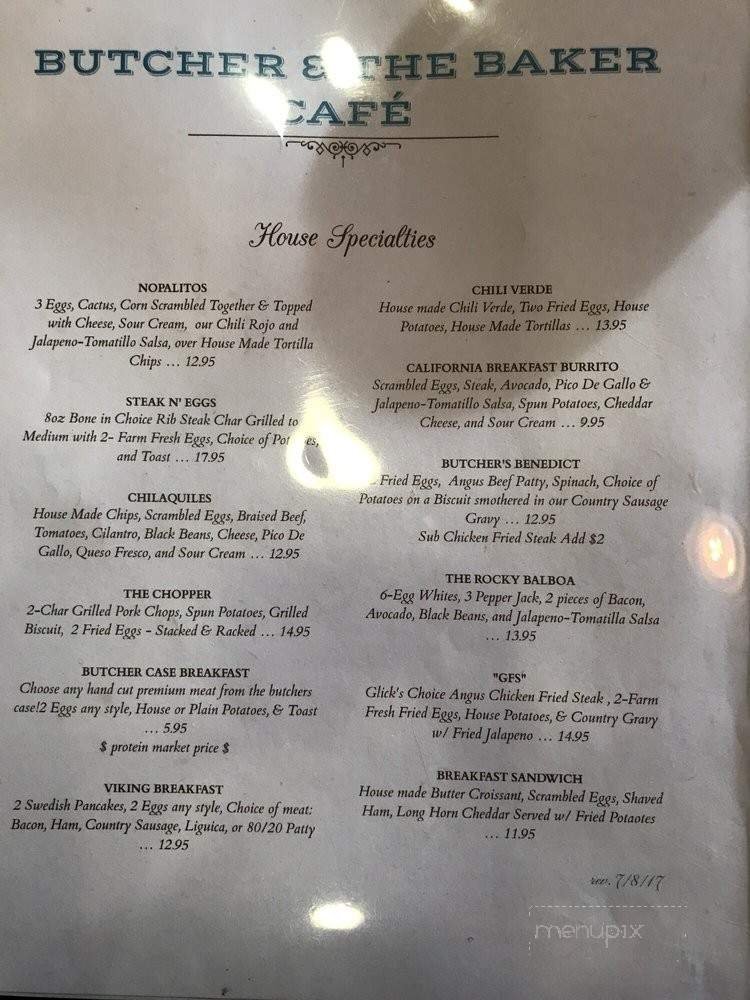 BUTCHER & THE BAKER
CAFÉ
House Specialties
NOPALITOS
3 Eggs, Cactus, Corn Scrambled Together & Topped
with Cheese, Sour Cream, our Chili Rojo and
Jalapeno-Tomatillo Salsa, over House Made Tortilla
Chips ... 12.95
STEAK N' EGGS
8oz Bone in Choice Rib Steak Char Grilled to
Medium with 2- Farm Fresh Eggs, Choice of
and Toast ... 17.95
CHILAQUILES
House Made Chips, Scrambled Eggs, Braised Beef,
Tomatoes, Cilantro, Black Beans, Cheese, Pico De
Gallo, Queso Fresco, and Sour Cream ... 12.95
THE CHOPPER
2-Char Grilled Pork Chops, Spun Potatoes, Grilled
Biscuit, 2 Fried Eggs - Stacked & Racked ... 14.95
BUTCHER CASE BREAKFAST
Choose any hand cut premium meat from the butchers
case!2 Eggs any style, House or Plain Potatoes, & Toast
... 5.95
$ protein market price $
VIKING BREAKFAST
2 Swedish Pancakes, 2 Eggs any style, Choice of meat:
Bacon, Ham, Country Sausage, Liguica, or 80/20 Patty
... 12.95
CHILI VERDE
House made Chili Verde, Two Fried Eggs, House
Potatoes, House Made Tortillas ... 13.95
CALIFORNIA BREAKFAST BURRITO
Scrambled Eggs, Steak, Avocado, Pico De Gallo &
Jalapeno-Tomatillo Salsa, Spun Potatoes, Cheddar
Cheese, and Sour Cream ... 9.95
BUTCHER'S BENEDICT
Fried Eggs, Angus Beef Patty, Spinach, Choice of
Potatoes on a Biscuit smothered in our Country Sausage
Gravy ... 12.95
Sub Chicken Fried Steak Add $2
THE ROCKY BALBOA
6-Egg Whites, 3 Pepper Jack, 2 pieces of Bacon,
Avocado, Black Beans, and Jalapeno-Tomatilla Salsa
... 13.95
"GFS"
Glick's Choice Angus Chicken Fried Steak , 2-Farm
Fresh Fried Eggs, House Potatoes, & Country Gravy
w/ Fried Jalapeno ... 14.95
BREAKFAST SANDWICH
House made Butter Croissant, Scrambled Eggs, Shaved
Ham, Long Horn Cheddar Served w/ Fried Potaotes
... 11.95
rev. 7/8/17
menupix